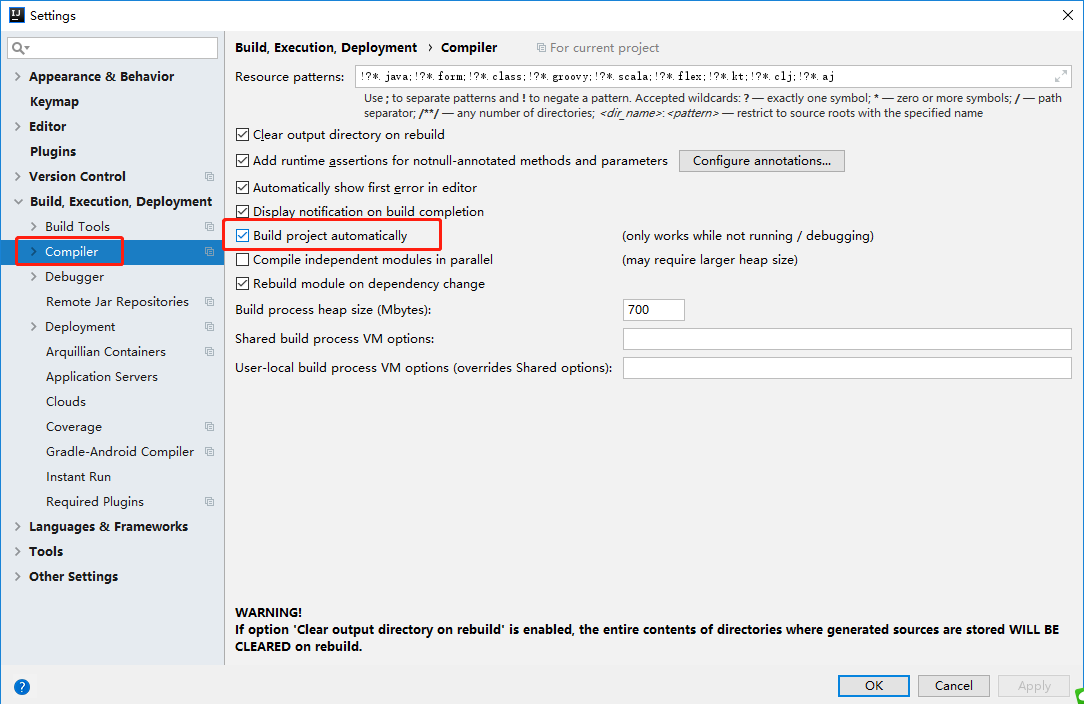 Settings
Appearance & Behavior
Keymap
Editor
Plugins
Version Control
Build, Execution, Deployment
Build Tools
Compiler
Debugger
Remote Jar Repositories
Deployment
Arquillian Containers
Application Servers
Clouds
Coverage
Gradle-Android Compiler
Instant Run
Required Plugins
Languages & Frameworks
Tools
Other Settings
Build, Execution, Deployment › Compiler For current project
Resource patterns: !?*.java;!?*.form;!?*.class;!?*.groovy;!?*.scala;!?*.flex;!?*.kt;!?*.clj;!?*.aj
Use ; to separate patterns and ! to negate a pattern. Accepted wildcards: ? — exactly one symbol; * — zero or more symbols; / — path
separator; /**/ — any number of directories; <dir_name>:<pattern> — restrict to source roots with the specified name
Clear output directory on rebuild
Add runtime assertions for notnull-annotated methods and parameters Configure annotations...
Automatically show first error in editor
Display notification on build completion
Build project automatically (only works while not running / debugging)
Compile independent modules in parallel (may require larger heap size)
Rebuild module on dependency change
Build process heap size (Mbytes): 700
Shared build process VM options:
User-local build process VM options (overrides Shared options):
WARNING!
If option 'Clear output directory on rebuild' is enabled, the entire contents of directories where generated sources are stored WILL BE
CLEARED on rebuild.
? OK Cancel Apply